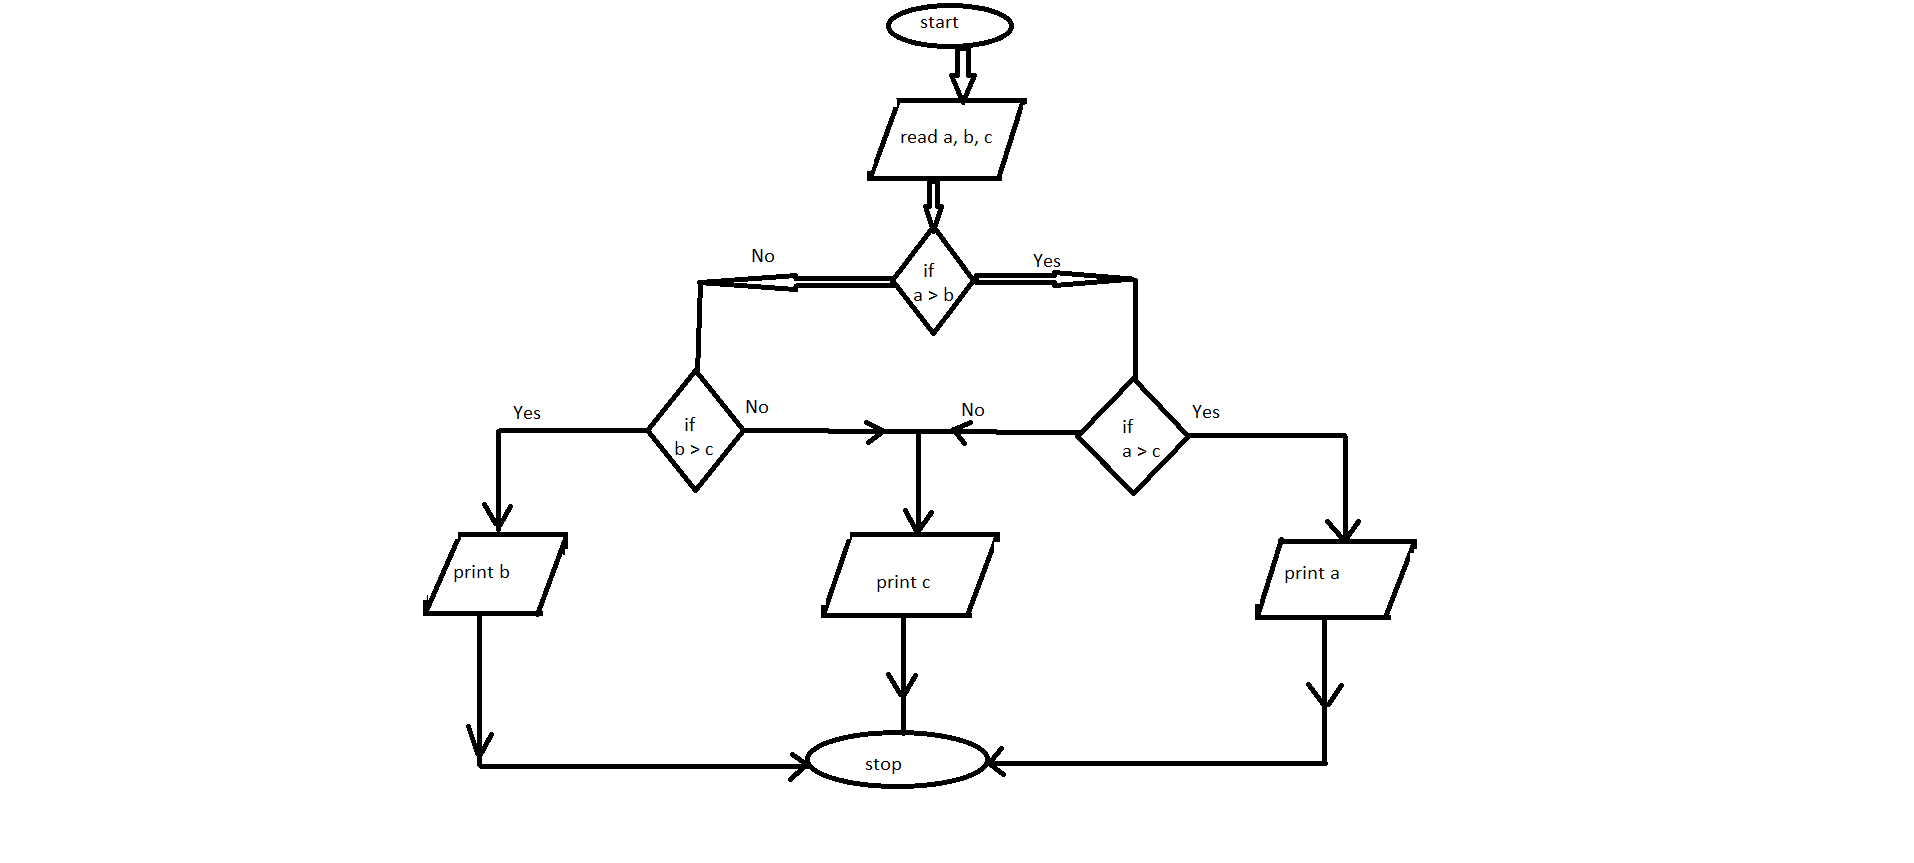 start
read a, b, c
No
Yes
if
a > b
Yes
if
b > c
No
No
if
a > c
Yes
print b
print c
print a
stop